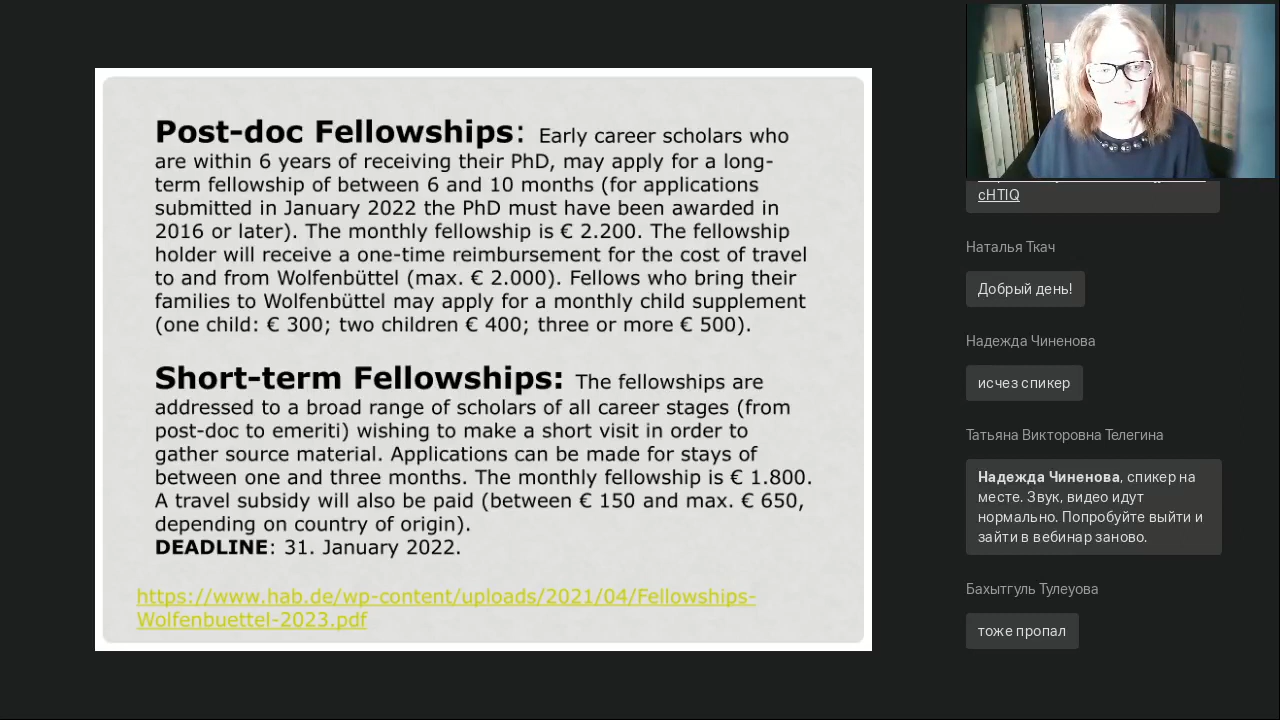 Post-doc Fellowships: Early career scholars who
are within 6 years of receiving their PhD, may apply for a long-
term fellowship of between 6 and 10 months (for applications
submitted in January 2022 the PhD must have been awarded in
2016 or later). The monthly fellowship is € 2.200. The fellowship
holder will receive a one-time reimbursement for the cost of travel
to and from Wolfenbüttel (max. € 2.000). Fellows who bring their
families to Wolfenbüttel may apply for a monthly child supplement
(one child: € 300; two children € 400; three or more € 500).
Short-term Fellowships: The fellowships are
addressed to a broad range of scholars of all career stages (from
post-doc to emeriti) wishing to make a short visit in order to
gather source material. Applications can be made for stays of
between one and three months. The monthly fellowship is € 1.800.
A travel subsidy will also be paid (between € 150 and max. € 650,
depending on country of origin).
DEADLINE: 31. January 2022.
https://www.hab.de/wp-content/uploads/2021/04/Fellowships-
Wolfenbuettel-2023.pdf
cHTIQ
Наталья Ткач
Добрый день!
Надежда Чиненова
исчез спикер
Татьяна Викторовна Телегина
Надежда Чиненова, спикер на
месте. Звук, видео идут
нормально. Попробуйте выйти и
зайти в вебинар заново.
Бахытгуль Тулеуова
тоже пропал